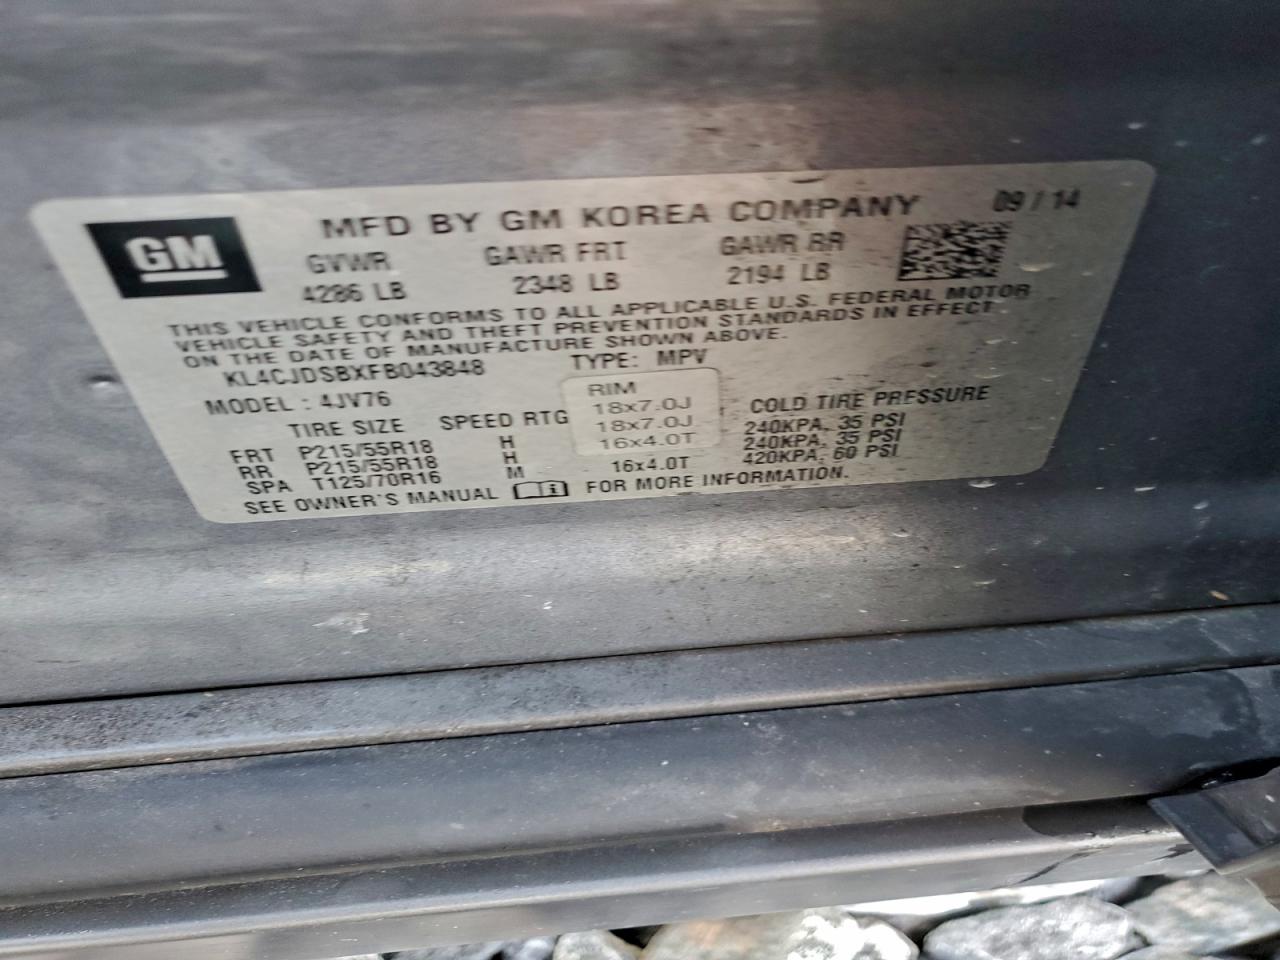 GM
MFD BY GM KOREA COMPANY 09 / 14
GVWR GAWR FRT GAWR RR
4286 LB 2348 LB 2194 LB
THIS VEHICLE CONFORMS TO ALL APPLICABLE U.S. FEDERAL MOTOR
VEHICLE SAFETY AND THEFT PREVENTION STANDARDS IN EFFECT
ON THE DATE OF MANUFACTURE SHOWN ABOVE.
KL4CJDSBXFB043848 TYPE: MPV
MODEL : 4JV76
TIRE SIZE SPEED RTG RIM COLD TIRE PRESSURE
FRT P215/55R18 H 18x7.0J 240KPA, 35 PSI
RR P215/55R18 H 18x7.0J 240KPA, 35 PSI
SPA T125/70R16 M 16x4.0T 420KPA, 60 PSI
16x4.0T
SEE OWNER'S MANUAL FOR MORE INFORMATION.